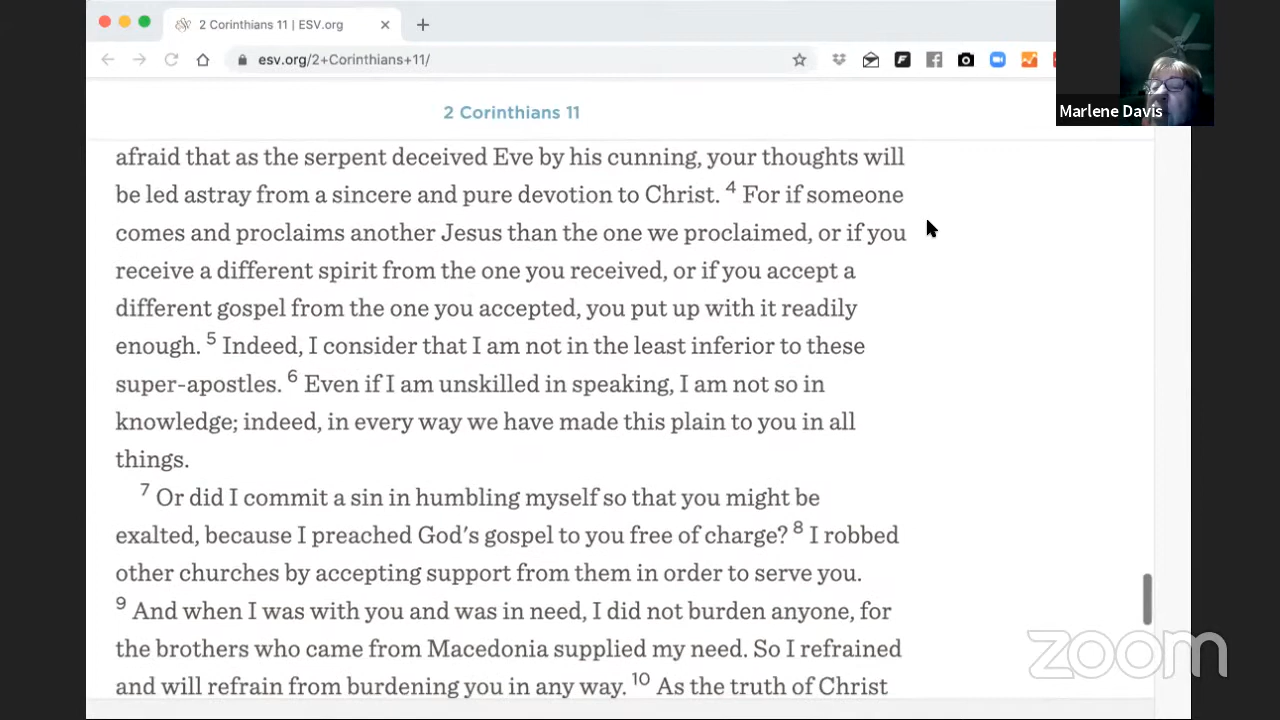 2 Corinthians 11 | ESV.org
esv.org/2+Corinthians+11/
Marlene Davis
2 Corinthians 11
afraid that as the serpent deceived Eve by his cunning, your thoughts will
be led astray from a sincere and pure devotion to Christ. 4 For if someone
comes and proclaims another Jesus than the one we proclaimed, or if you
receive a different spirit from the one you received, or if you accept a
different gospel from the one you accepted, you put up with it readily
enough. 5 Indeed, I consider that I am not in the least inferior to these
super-apostles. 6 Even if I am unskilled in speaking, I am not so in
knowledge; indeed, in every way we have made this plain to you in all
things.
7 Or did I commit a sin in humbling myself so that you might be
exalted, because I preached God's gospel to you free of charge? 8 I robbed
other churches by accepting support from them in order to serve you.
9 And when I was with you and was in need, I did not burden anyone, for
the brothers who came from Macedonia supplied my need. So I refrained
and will refrain from burdening you in any way. 10 As the truth of Christ
zoom